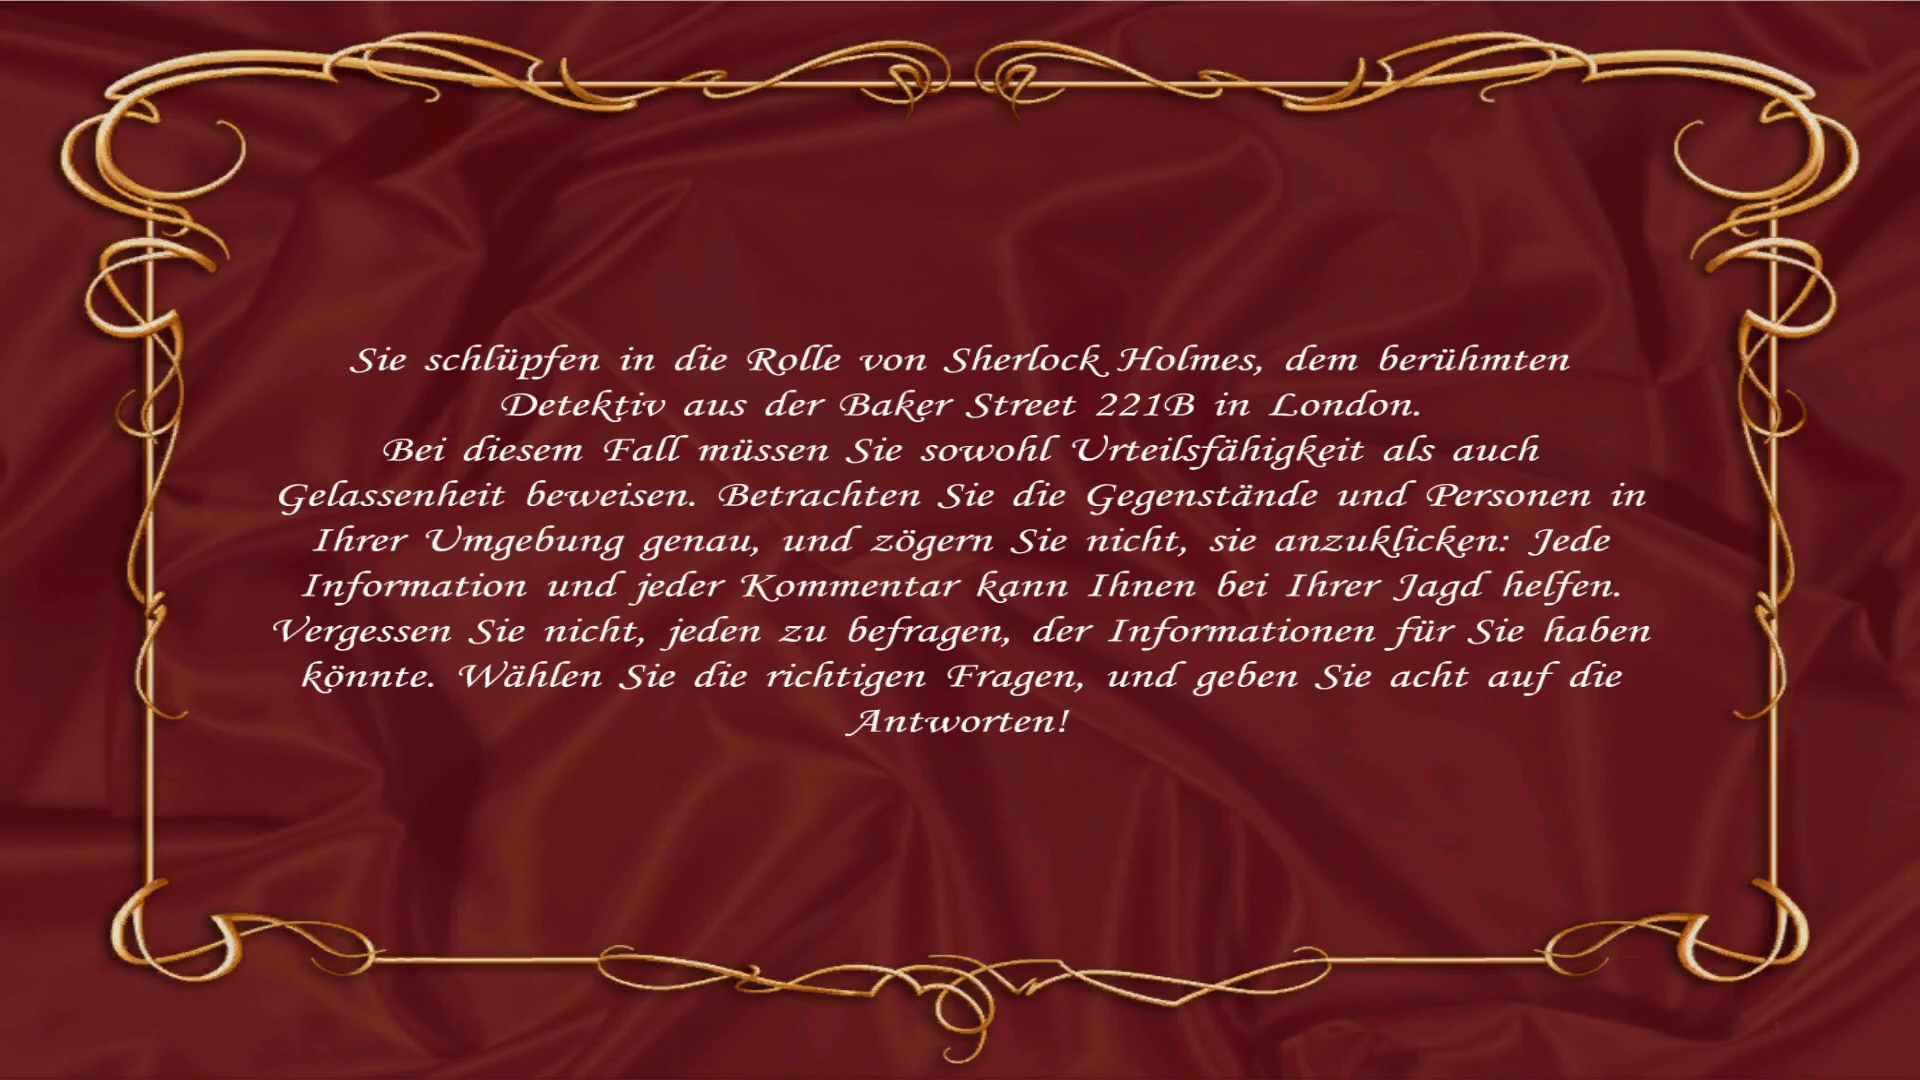 Sie schlüpfen in die Rolle von Sherlock Holmes, dem berühmten
Detektiv aus der Baker Street 221B in London.
Bei diesem Fall müssen Sie sowohl Urteilsfähigkeit als auch
Gelassenheit beweisen. Betrachten Sie die Gegenstände und Personen in
Ihrer Umgebung genau, und zögern Sie nicht, sie anzuklicken: Jede
Information und jeder Kommentar kann Ihnen bei Ihrer Jagd helfen.
Vergessen Sie nicht, jeden zu befragen, der Informationen für Sie haben
könnte. Wählen Sie die richtigen Fragen, und geben Sie acht auf die
Antworten!